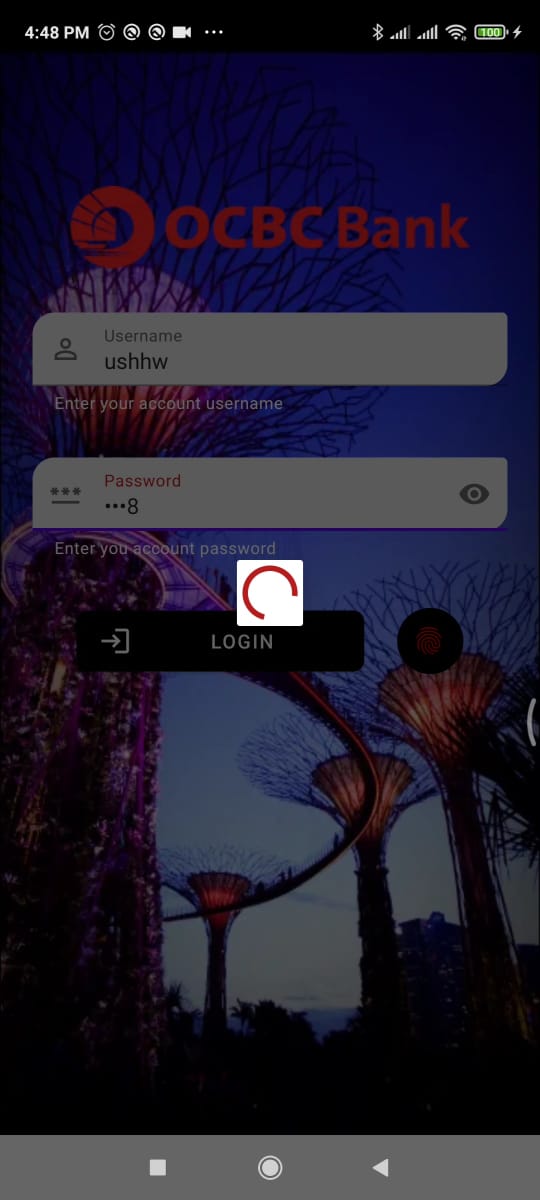 4:48 PM
100
OCBC Bank
Username
ushhw
Enter your account username
***
Password
•••8
Enter you account password
LOGIN